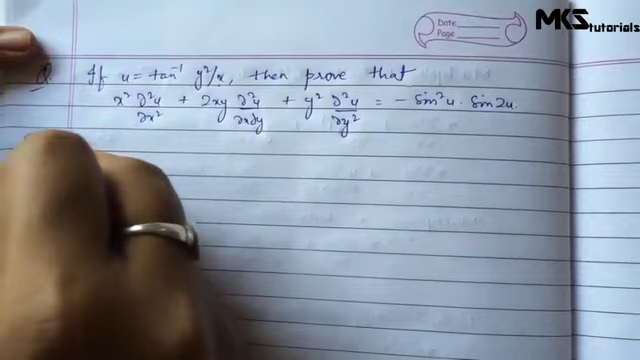 MKS tutorials
Date
Page
Q If u = tan⁻¹ y²/x, then prove that
x² ∂²u/∂x² + 2xy ∂²u/∂x∂y + y² ∂²u/∂y² = - sin²u . sin2u.